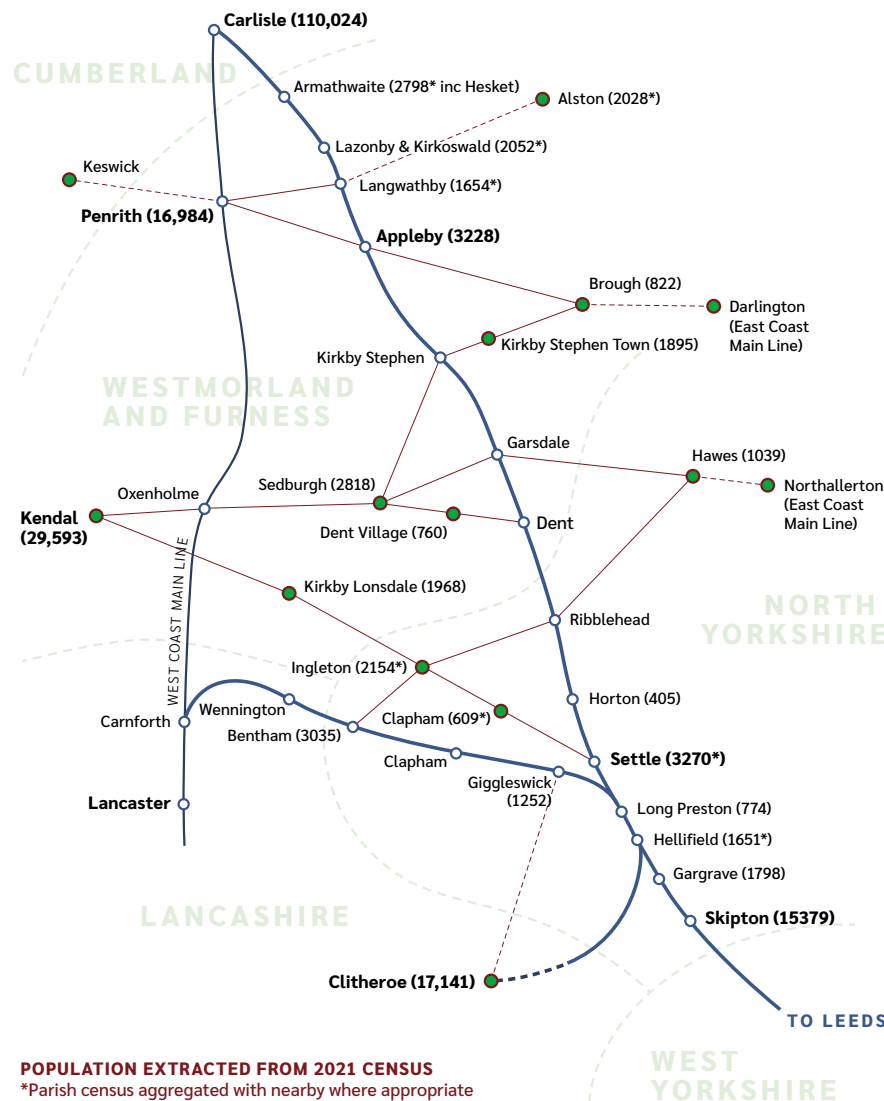 Carlisle (110,024)
CUMBERLAND
Armathwaite (2798* inc Hesket)
Alston (2028*)
Lazonby & Kirkoswald (2052*)
Keswick
Langwathby (1654*)
Penrith (16,984)
Appleby (3228)
Brough (822)
Darlington
(East Coast
Main Line)
Kirkby Stephen Town (1895)
Kirkby Stephen
WESTMORLAND
AND FURNESS
Garsdale
Hawes (1039)
Sedburgh (2818)
Northallerton
(East Coast
Main Line)
Oxenholme
Kendal
(29,593)
Dent Village (760)
Dent
WEST COAST MAIN LINE
Kirkby Lonsdale (1968)
NORTH
YORKSHIRE
Ribblehead
Ingleton (2154*)
Horton (405)
Wennington
Clapham (609*)
Carnforth
Bentham (3035)
Clapham
Settle (3270*)
Giggleswick
(1252)
Lancaster
Long Preston (774)
Hellifield (1651*)
Gargrave (1798)
LANCASHIRE
Skipton (15379)
Clitheroe (17,141)
TO LEEDS
WEST
YORKSHIRE
POPULATION EXTRACTED FROM 2021 CENSUS
*Parish census aggregated with nearby where appropriate